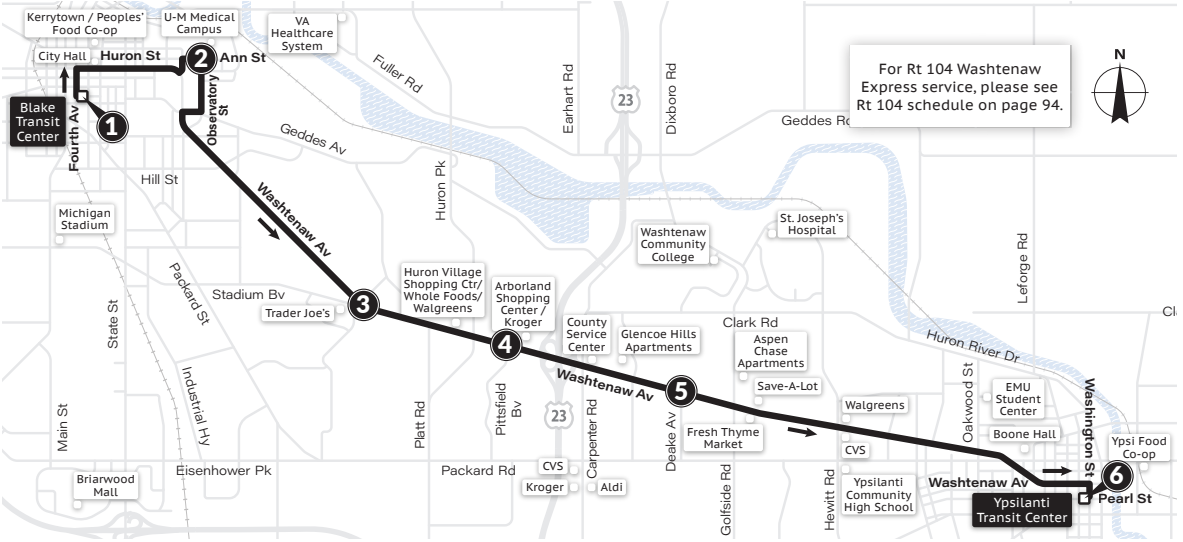 Kerrytown / Peoples'
Food Co-op
U-M Medical
Campus
VA
Healthcare
System
City Hall
Huron St
2
Ann St
Fuller Rd
Earhart Rd
23
Dixboro Rd
For Rt 104 Washtenaw
Express service, please see
Rt 104 schedule on page 94.
N
Blake
Transit
Center
Fourth Av
1
Observatory
St
Geddes Av
Geddes Rd
Hill St
Huron Pk
Washtenaw Av
Michigan
Stadium
Washtenaw
Community
College
St. Joseph's
Hospital
Leforge Rd
Packard St
State St
Stadium Bv
Trader Joe's
3
Huron Village
Shopping Ctr/
Whole Foods/
Walgreens
Arborland
Shopping
Center /
Kroger
4
County
Service
Center
Glencoe Hills
Apartments
Clark Rd
Cl
Aspen
Chase
Apartments
Save-A-Lot
Huron River Dr
Washtenaw Av
5
Industrial Hy
Main St
Platt Rd
Pittsfield
Bv
23
Carpenter Rd
Deake Av
Fresh Thyme
Market
Golfside Rd
Walgreens
CVS
Hewitt Rd
Oakwood St
EMU
Student
Center
Boone Hall
Washington St
Ypsi Food
Co-op
Eisenhower Pk
Packard Rd
CVS
Kroger
Aldi
Briarwood
Mall
Ypsilanti
Community
High School
Washtenaw Av
6
Pearl St
Ypsilanti
Transit Center